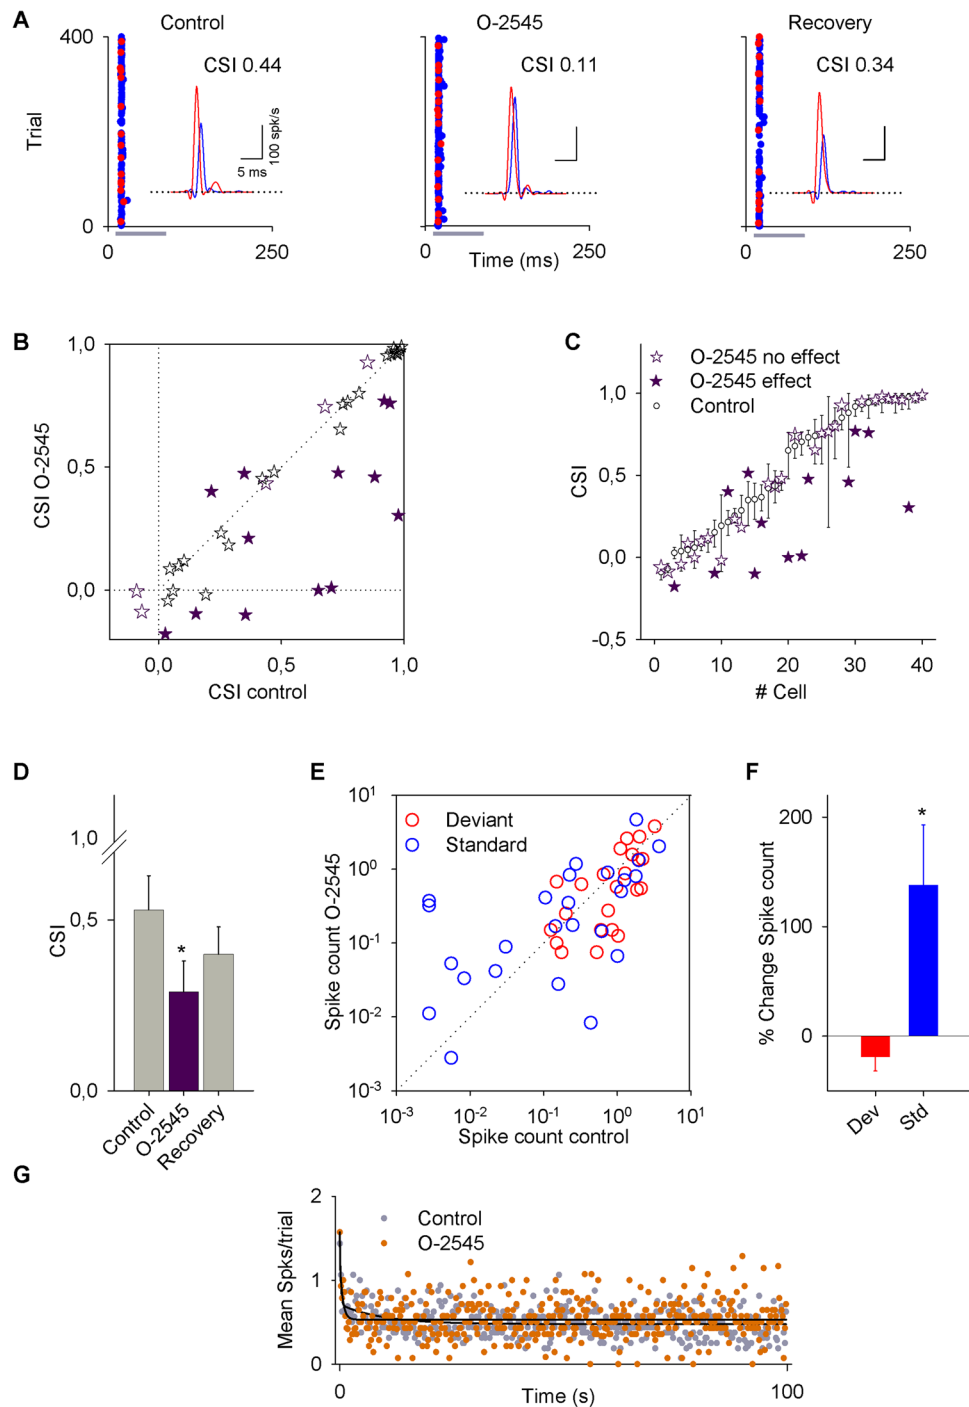 A
Control
O-2545
Recovery
400
CSI 0.44
CSI 0.11
CSI 0.34
Trial
100 spk/s
5 ms
0
0
250
0
Time (ms)
250
0
250
B
1,0
CSI O-2545
0,5
0,0
0,0
0,5
1,0
CSI control
C
O-2545 no effect
O-2545 effect
Control
1,0
CSI
0,0
-0,5
0
10
20
30
40
# Cell
D
1,0
CSI
0,5
0,0
*
Control
O-2545
Recovery
E
10¹
Deviant
Standard
Spike count O-2545
10⁰
10⁻¹
10⁻²
10⁻³
10⁻³
10⁻²
10⁻¹
10⁰
10¹
Spike count control
F
*
200
% Change Spike count
100
0
Dev
Std
G
2
Control
O-2545
Mean Spks/trial
1
0
0
100
Time (s)